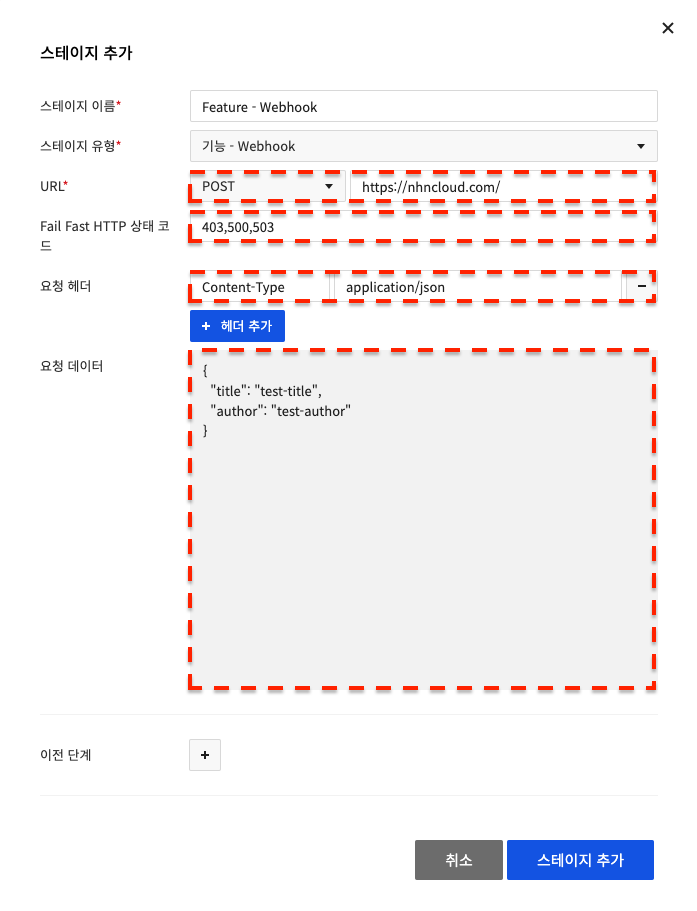 스테이지 추가
스테이지 이름*
Feature - Webhook
스테이지 유형*
기능 - Webhook
URL*
POST
https://nhncloud.com/
Fail Fast HTTP 상태 코
드
403,500,503
요청 헤더
Content-Type
application/json
+ 헤더 추가
요청 데이터
{
"title": "test-title",
"author": "test-author"
}
이전 단계
+
취소
스테이지 추가